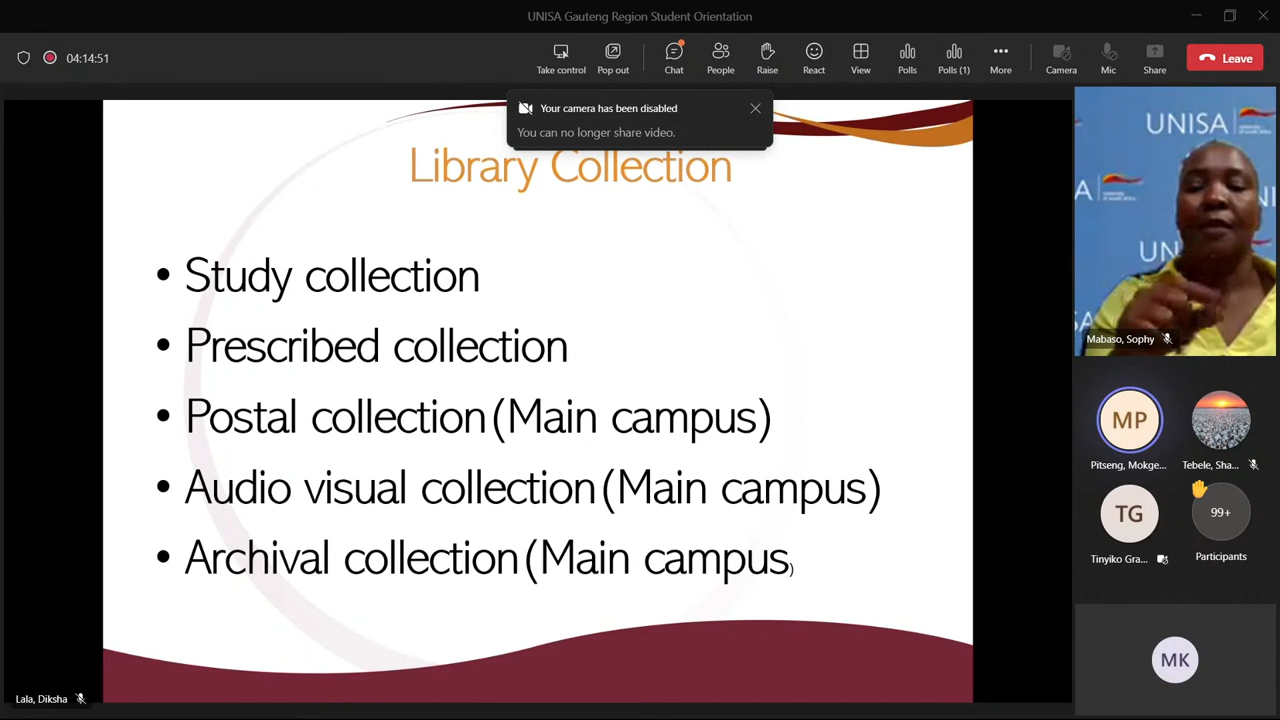 UNISA Gauteng Region Student Orientation
04:14:51
Take control
Pop out
Chat
People
Raise
React
View
Polls
Polls (1)
More
Camera
Mic
Share
Leave
Your camera has been disabled
You can no longer share video.
Library Collection
• Study collection
• Prescribed collection
• Postal collection(Main campus)
• Audio visual collection(Main campus)
• Archival collection(Main campus)
Lala, Diksha
UNISA
UN
Mabaso, Sophy
MP
Pitseng, Mokge...
Tebele, Sha...
TG
99+
Tinyiko Gra...
Participants
MK